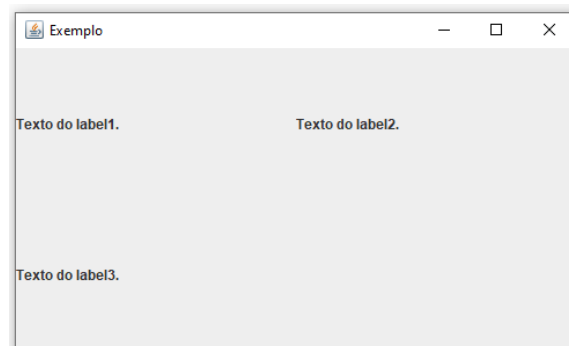 Exemplo
Texto do label1.
Texto do label2.
Texto do label3.